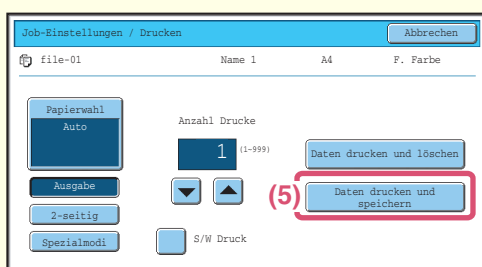 Job-Einstellungen / Drucken
Abbrechen
file-01
Name 1
A4
F. Farbe
Papierwahl
Auto
Anzahl Drucke
1
(1-999)
Daten drucken und löschen
Ausgabe
(5)
Daten drucken und
speichern
2-seitig
Spezialmodi
S/W Druck